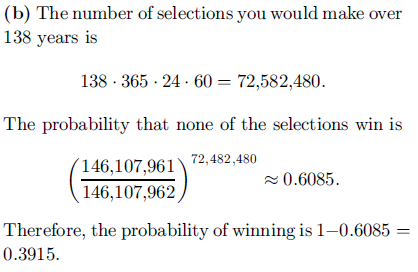 (b) The number of selections you would make over
138 years is
138 · 365 · 24 · 60 = 72,582,480.
The probability that none of the selections win is
(146,107,961/146,107,962)^72,482,480 ≈ 0.6085.
Therefore, the probability of winning is 1−0.6085 =
0.3915.